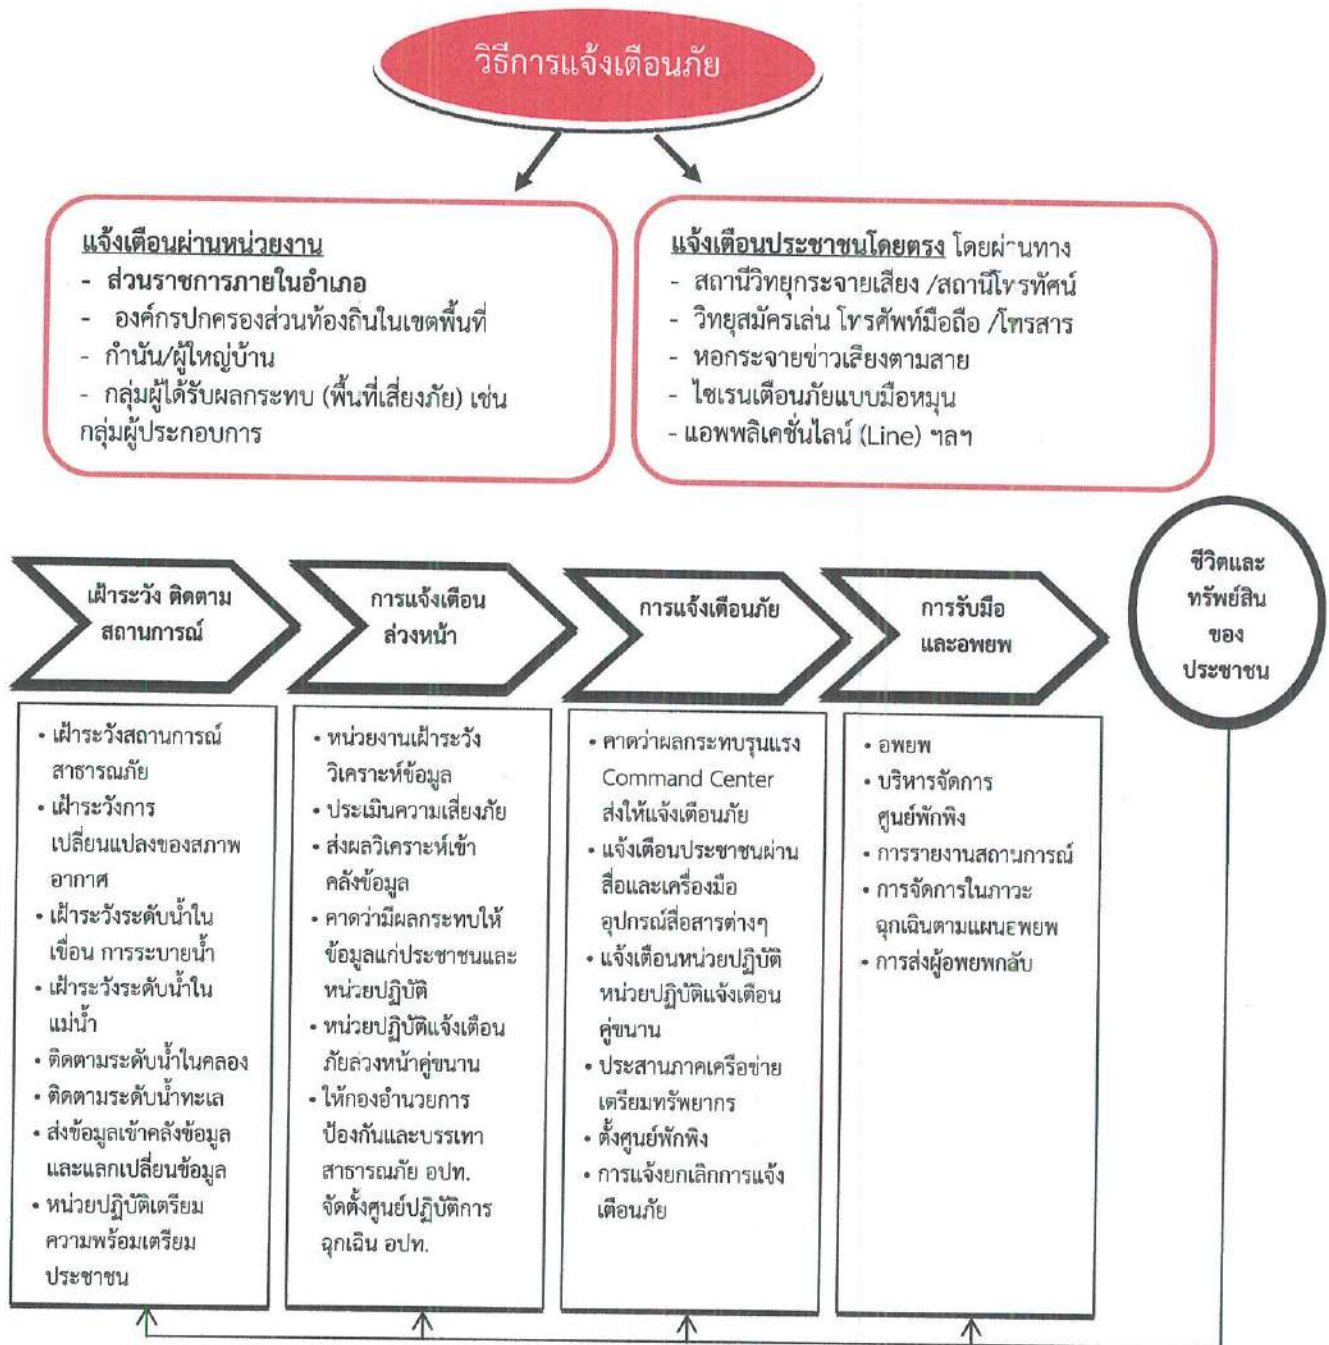 วิธีการแจ้งเตือนภัย
แจ้งเตือนผ่านหน่วยงาน
- ส่วนราชการภายในอำเภอ
- องค์กรปกครองส่วนท้องถิ่นในเขตพื้นที่
- กำนัน/ผู้ใหญ่บ้าน
- กลุ่มผู้ได้รับผลกระทบ (พื้นที่เสี่ยงภัย) เช่น
กลุ่มผู้ประกอบการ
แจ้งเตือนประชาชนโดยตรง โดยผ่านทาง
- สถานีวิทยุกระจายเสียง /สถานีโทรทัศน์
- วิทยุสมัครเล่น โทรศัพท์มือถือ /โทรสาร
- หอกระจายข่าวเสียงตามสาย
- ไซเรนเตือนภัยแบบมือหมุน
- แอพพลิเคชั่นไลน์ (Line) ฯลฯ
เฝ้าระวัง ติดตาม
สถานการณ์
การแจ้งเตือน
ล่วงหน้า
การแจ้งเตือนภัย
การรับมือ
และอพยพ
ชีวิตและ
ทรัพย์สิน
ของ
ประชาชน
• เฝ้าระวังสถานการณ์
สาธารณภัย
• เฝ้าระวังการ
เปลี่ยนแปลงของสภาพ
อากาศ
• เฝ้าระวังระดับน้ำใน
เขื่อน การระบายน้ำ
• เฝ้าระวังระดับน้ำใน
แม่น้ำ
• ติดตามระดับน้ำในคลอง
• ติดตามระดับน้ำทะเล
• ส่งข้อมูลเข้าคลังข้อมูล
และแลกเปลี่ยนข้อมูล
• หน่วยปฏิบัติเตรียม
ความพร้อมเตรียม
ประชาชน
• หน่วยงานเฝ้าระวัง
วิเคราะห์ข้อมูล
• ประเมินความเสี่ยงภัย
• ส่งผลวิเคราะห์เข้า
คลังข้อมูล
• คาดว่ามีผลกระทบให้
ข้อมูลแก่ประชาชนและ
หน่วยปฏิบัติ
• หน่วยปฏิบัติแจ้งเตือน
ภัยล่วงหน้าคู่ขนาน
• ให้กองอำนวยการ
ป้องกันและบรรเทา
สาธารณภัย อปท.
จัดตั้งศูนย์ปฏิบัติการ
ฉุกเฉิน อปท.
• คาดว่าผลกระทบรุนแรง
Command Center
ส่งให้แจ้งเตือนภัย
• แจ้งเตือนประชาชนผ่าน
สื่อและเครื่องมือ
อุปกรณ์สื่อสารต่างๆ
• แจ้งเตือนหน่วยปฏิบัติ
หน่วยปฏิบัติแจ้งเตือน
คู่ขนาน
• ประสานภาคเครือข่าย
เตรียมทรัพยากร
• ตั้งศูนย์พักพิง
• การแจ้งยกเลิกการแจ้ง
เตือนภัย
• อพยพ
• บริหารจัดการ
ศูนย์พักพิง
• การรายงานสถานการณ์
• การจัดการในภาวะ
ฉุกเฉินตามแผนอพยพ
• การส่งผู้อพยพกลับ